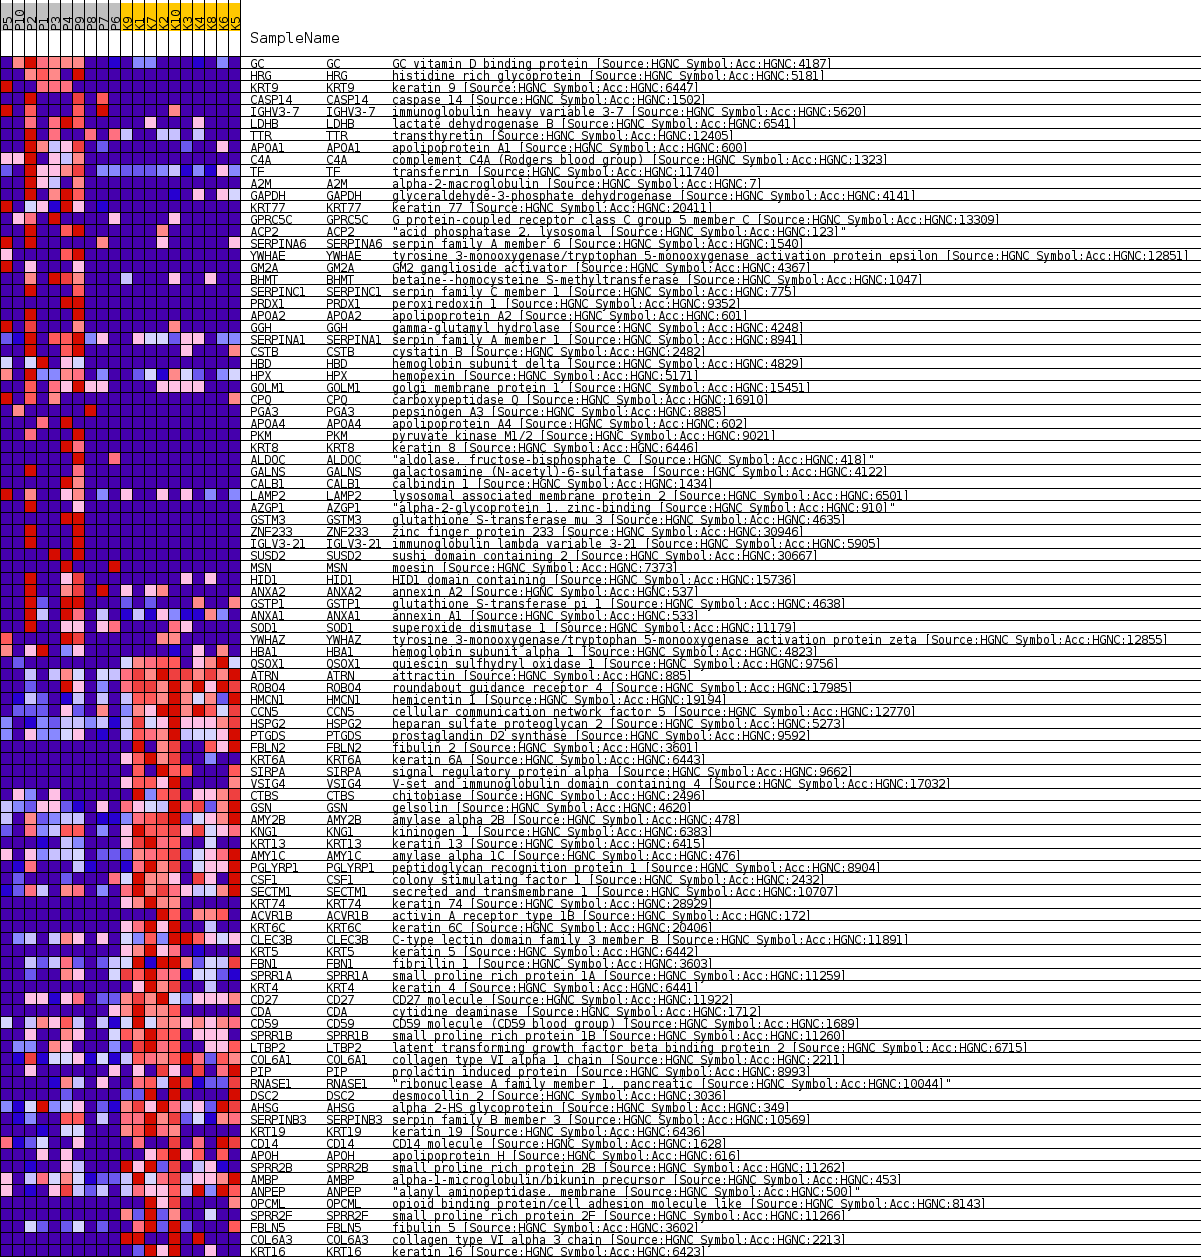 P5 P10 P2 P1 P3 P4 P9 P8 P7 P6 K9 K1 K7 K2 K10 K3 K4 K8 K6 K5
SampleName
GC GC GC vitamin D binding protein [Source:HGNC Symbol;Acc:HGNC:4187]
HRG HRG histidine rich glycoprotein [Source:HGNC Symbol;Acc:HGNC:5181]
KRT9 KRT9 keratin 9 [Source:HGNC Symbol;Acc:HGNC:6447]
CASP14 CASP14 caspase 14 [Source:HGNC Symbol;Acc:HGNC:1502]
IGHV3-7 IGHV3-7 immunoglobulin heavy variable 3-7 [Source:HGNC Symbol;Acc:HGNC:5620]
LDHB LDHB lactate dehydrogenase B [Source:HGNC Symbol;Acc:HGNC:6541]
TTR TTR transthyretin [Source:HGNC Symbol;Acc:HGNC:12405]
APOA1 APOA1 apolipoprotein A1 [Source:HGNC Symbol;Acc:HGNC:600]
C4A C4A complement C4A (Rodgers blood group) [Source:HGNC Symbol;Acc:HGNC:1323]
TF TF transferrin [Source:HGNC Symbol;Acc:HGNC:11740]
A2M A2M alpha-2-macroglobulin [Source:HGNC Symbol;Acc:HGNC:7]
GAPDH GAPDH glyceraldehyde-3-phosphate dehydrogenase [Source:HGNC Symbol;Acc:HGNC:4141]
KRT77 KRT77 keratin 77 [Source:HGNC Symbol;Acc:HGNC:20411]
GPRC5C GPRC5C G protein-coupled receptor class C group 5 member C [Source:HGNC Symbol;Acc:HGNC:13309]
ACP2 ACP2 "acid phosphatase 2, lysosomal [Source:HGNC Symbol;Acc:HGNC:123]"
SERPINA6 SERPINA6 serpin family A member 6 [Source:HGNC Symbol;Acc:HGNC:1540]
YWHAE YWHAE tyrosine 3-monooxygenase/tryptophan 5-monooxygenase activation protein epsilon [Source:HGNC Symbol;Acc:HGNC:12851]
GM2A GM2A GM2 ganglioside activator [Source:HGNC Symbol;Acc:HGNC:4367]
BHMT BHMT betaine--homocysteine S-methyltransferase [Source:HGNC Symbol;Acc:HGNC:1047]
SERPINC1 SERPINC1 serpin family C member 1 [Source:HGNC Symbol;Acc:HGNC:775]
PRDX1 PRDX1 peroxiredoxin 1 [Source:HGNC Symbol;Acc:HGNC:9352]
APOA2 APOA2 apolipoprotein A2 [Source:HGNC Symbol;Acc:HGNC:601]
GGH GGH gamma-glutamyl hydrolase [Source:HGNC Symbol;Acc:HGNC:4248]
SERPINA1 SERPINA1 serpin family A member 1 [Source:HGNC Symbol;Acc:HGNC:8941]
CSTB CSTB cystatin B [Source:HGNC Symbol;Acc:HGNC:2482]
HBD HBD hemoglobin subunit delta [Source:HGNC Symbol;Acc:HGNC:4829]
HPX HPX hemopexin [Source:HGNC Symbol;Acc:HGNC:5171]
GOLM1 GOLM1 golgi membrane protein 1 [Source:HGNC Symbol;Acc:HGNC:15451]
CPQ CPQ carboxypeptidase Q [Source:HGNC Symbol;Acc:HGNC:16910]
PGA3 PGA3 pepsinogen A3 [Source:HGNC Symbol;Acc:HGNC:8885]
APOA4 APOA4 apolipoprotein A4 [Source:HGNC Symbol;Acc:HGNC:602]
PKM PKM pyruvate kinase M1/2 [Source:HGNC Symbol;Acc:HGNC:9021]
KRT8 KRT8 keratin 8 [Source:HGNC Symbol;Acc:HGNC:6446]
ALDOC ALDOC "aldolase, fructose-bisphosphate C [Source:HGNC Symbol;Acc:HGNC:418]"
GALNS GALNS galactosamine (N-acetyl)-6-sulfatase [Source:HGNC Symbol;Acc:HGNC:4122]
CALB1 CALB1 calbindin 1 [Source:HGNC Symbol;Acc:HGNC:1434]
LAMP2 LAMP2 lysosomal associated membrane protein 2 [Source:HGNC Symbol;Acc:HGNC:6501]
AZGP1 AZGP1 "alpha-2-glycoprotein 1, zinc-binding [Source:HGNC Symbol;Acc:HGNC:910]"
GSTM3 GSTM3 glutathione S-transferase mu 3 [Source:HGNC Symbol;Acc:HGNC:4635]
ZNF233 ZNF233 zinc finger protein 233 [Source:HGNC Symbol;Acc:HGNC:30946]
IGLV3-21 IGLV3-21 immunoglobulin lambda variable 3-21 [Source:HGNC Symbol;Acc:HGNC:5905]
SUSD2 SUSD2 sushi domain containing 2 [Source:HGNC Symbol;Acc:HGNC:30667]
MSN MSN moesin [Source:HGNC Symbol;Acc:HGNC:7373]
HID1 HID1 HID1 domain containing [Source:HGNC Symbol;Acc:HGNC:15736]
ANXA2 ANXA2 annexin A2 [Source:HGNC Symbol;Acc:HGNC:537]
GSTP1 GSTP1 glutathione S-transferase pi 1 [Source:HGNC Symbol;Acc:HGNC:4638]
ANXA1 ANXA1 annexin A1 [Source:HGNC Symbol;Acc:HGNC:533]
SOD1 SOD1 superoxide dismutase 1 [Source:HGNC Symbol;Acc:HGNC:11179]
YWHAZ YWHAZ tyrosine 3-monooxygenase/tryptophan 5-monooxygenase activation protein zeta [Source:HGNC Symbol;Acc:HGNC:12855]
HBA1 HBA1 hemoglobin subunit alpha 1 [Source:HGNC Symbol;Acc:HGNC:4823]
QSOX1 QSOX1 quiescin sulfhydryl oxidase 1 [Source:HGNC Symbol;Acc:HGNC:9756]
ATRN ATRN attractin [Source:HGNC Symbol;Acc:HGNC:885]
ROBO4 ROBO4 roundabout guidance receptor 4 [Source:HGNC Symbol;Acc:HGNC:17985]
HMCN1 HMCN1 hemicentin 1 [Source:HGNC Symbol;Acc:HGNC:19194]
CCN5 CCN5 cellular communication network factor 5 [Source:HGNC Symbol;Acc:HGNC:12770]
HSPG2 HSPG2 heparan sulfate proteoglycan 2 [Source:HGNC Symbol;Acc:HGNC:5273]
PTGDS PTGDS prostaglandin D2 synthase [Source:HGNC Symbol;Acc:HGNC:9592]
FBLN2 FBLN2 fibulin 2 [Source:HGNC Symbol;Acc:HGNC:3601]
KRT6A KRT6A keratin 6A [Source:HGNC Symbol;Acc:HGNC:6443]
SIRPA SIRPA signal regulatory protein alpha [Source:HGNC Symbol;Acc:HGNC:9662]
VSIG4 VSIG4 V-set and immunoglobulin domain containing 4 [Source:HGNC Symbol;Acc:HGNC:17032]
CTBS CTBS chitobiase [Source:HGNC Symbol;Acc:HGNC:2496]
GSN GSN gelsolin [Source:HGNC Symbol;Acc:HGNC:4620]
AMY2B AMY2B amylase alpha 2B [Source:HGNC Symbol;Acc:HGNC:478]
KNG1 KNG1 kininogen 1 [Source:HGNC Symbol;Acc:HGNC:6383]
KRT13 KRT13 keratin 13 [Source:HGNC Symbol;Acc:HGNC:6415]
AMY1C AMY1C amylase alpha 1C [Source:HGNC Symbol;Acc:HGNC:476]
PGLYRP1 PGLYRP1 peptidoglycan recognition protein 1 [Source:HGNC Symbol;Acc:HGNC:8904]
CSF1 CSF1 colony stimulating factor 1 [Source:HGNC Symbol;Acc:HGNC:2432]
SECTM1 SECTM1 secreted and transmembrane 1 [Source:HGNC Symbol;Acc:HGNC:10707]
KRT74 KRT74 keratin 74 [Source:HGNC Symbol;Acc:HGNC:28929]
ACVR1B ACVR1B activin A receptor type 1B [Source:HGNC Symbol;Acc:HGNC:172]
KRT6C KRT6C keratin 6C [Source:HGNC Symbol;Acc:HGNC:20406]
CLEC3B CLEC3B C-type lectin domain family 3 member B [Source:HGNC Symbol;Acc:HGNC:11891]
KRT5 KRT5 keratin 5 [Source:HGNC Symbol;Acc:HGNC:6442]
FBN1 FBN1 fibrillin 1 [Source:HGNC Symbol;Acc:HGNC:3603]
SPRR1A SPRR1A small proline rich protein 1A [Source:HGNC Symbol;Acc:HGNC:11259]
KRT4 KRT4 keratin 4 [Source:HGNC Symbol;Acc:HGNC:6441]
CD27 CD27 CD27 molecule [Source:HGNC Symbol;Acc:HGNC:11922]
CDA CDA cytidine deaminase [Source:HGNC Symbol;Acc:HGNC:1712]
CD59 CD59 CD59 molecule (CD59 blood group) [Source:HGNC Symbol;Acc:HGNC:1689]
SPRR1B SPRR1B small proline rich protein 1B [Source:HGNC Symbol;Acc:HGNC:11260]
LTBP2 LTBP2 latent transforming growth factor beta binding protein 2 [Source:HGNC Symbol;Acc:HGNC:6715]
COL6A1 COL6A1 collagen type VI alpha 1 chain [Source:HGNC Symbol;Acc:HGNC:2211]
PIP PIP prolactin induced protein [Source:HGNC Symbol;Acc:HGNC:8993]
RNASE1 RNASE1 "ribonuclease A family member 1, pancreatic [Source:HGNC Symbol;Acc:HGNC:10044]"
DSC2 DSC2 desmocollin 2 [Source:HGNC Symbol;Acc:HGNC:3036]
AHSG AHSG alpha 2-HS glycoprotein [Source:HGNC Symbol;Acc:HGNC:349]
SERPINB3 SERPINB3 serpin family B member 3 [Source:HGNC Symbol;Acc:HGNC:10569]
KRT19 KRT19 keratin 19 [Source:HGNC Symbol;Acc:HGNC:6436]
CD14 CD14 CD14 molecule [Source:HGNC Symbol;Acc:HGNC:1628]
APOH APOH apolipoprotein H [Source:HGNC Symbol;Acc:HGNC:616]
SPRR2B SPRR2B small proline rich protein 2B [Source:HGNC Symbol;Acc:HGNC:11262]
AMBP AMBP alpha-1-microglobulin/bikunin precursor [Source:HGNC Symbol;Acc:HGNC:453]
ANPEP ANPEP "alanyl aminopeptidase, membrane [Source:HGNC Symbol;Acc:HGNC:500]"
OPCML OPCML opioid binding protein/cell adhesion molecule like [Source:HGNC Symbol;Acc:HGNC:8143]
SPRR2F SPRR2F small proline rich protein 2F [Source:HGNC Symbol;Acc:HGNC:11266]
FBLN5 FBLN5 fibulin 5 [Source:HGNC Symbol;Acc:HGNC:3602]
COL6A3 COL6A3 collagen type VI alpha 3 chain [Source:HGNC Symbol;Acc:HGNC:2213]
KRT16 KRT16 keratin 16 [Source:HGNC Symbol;Acc:HGNC:6423]